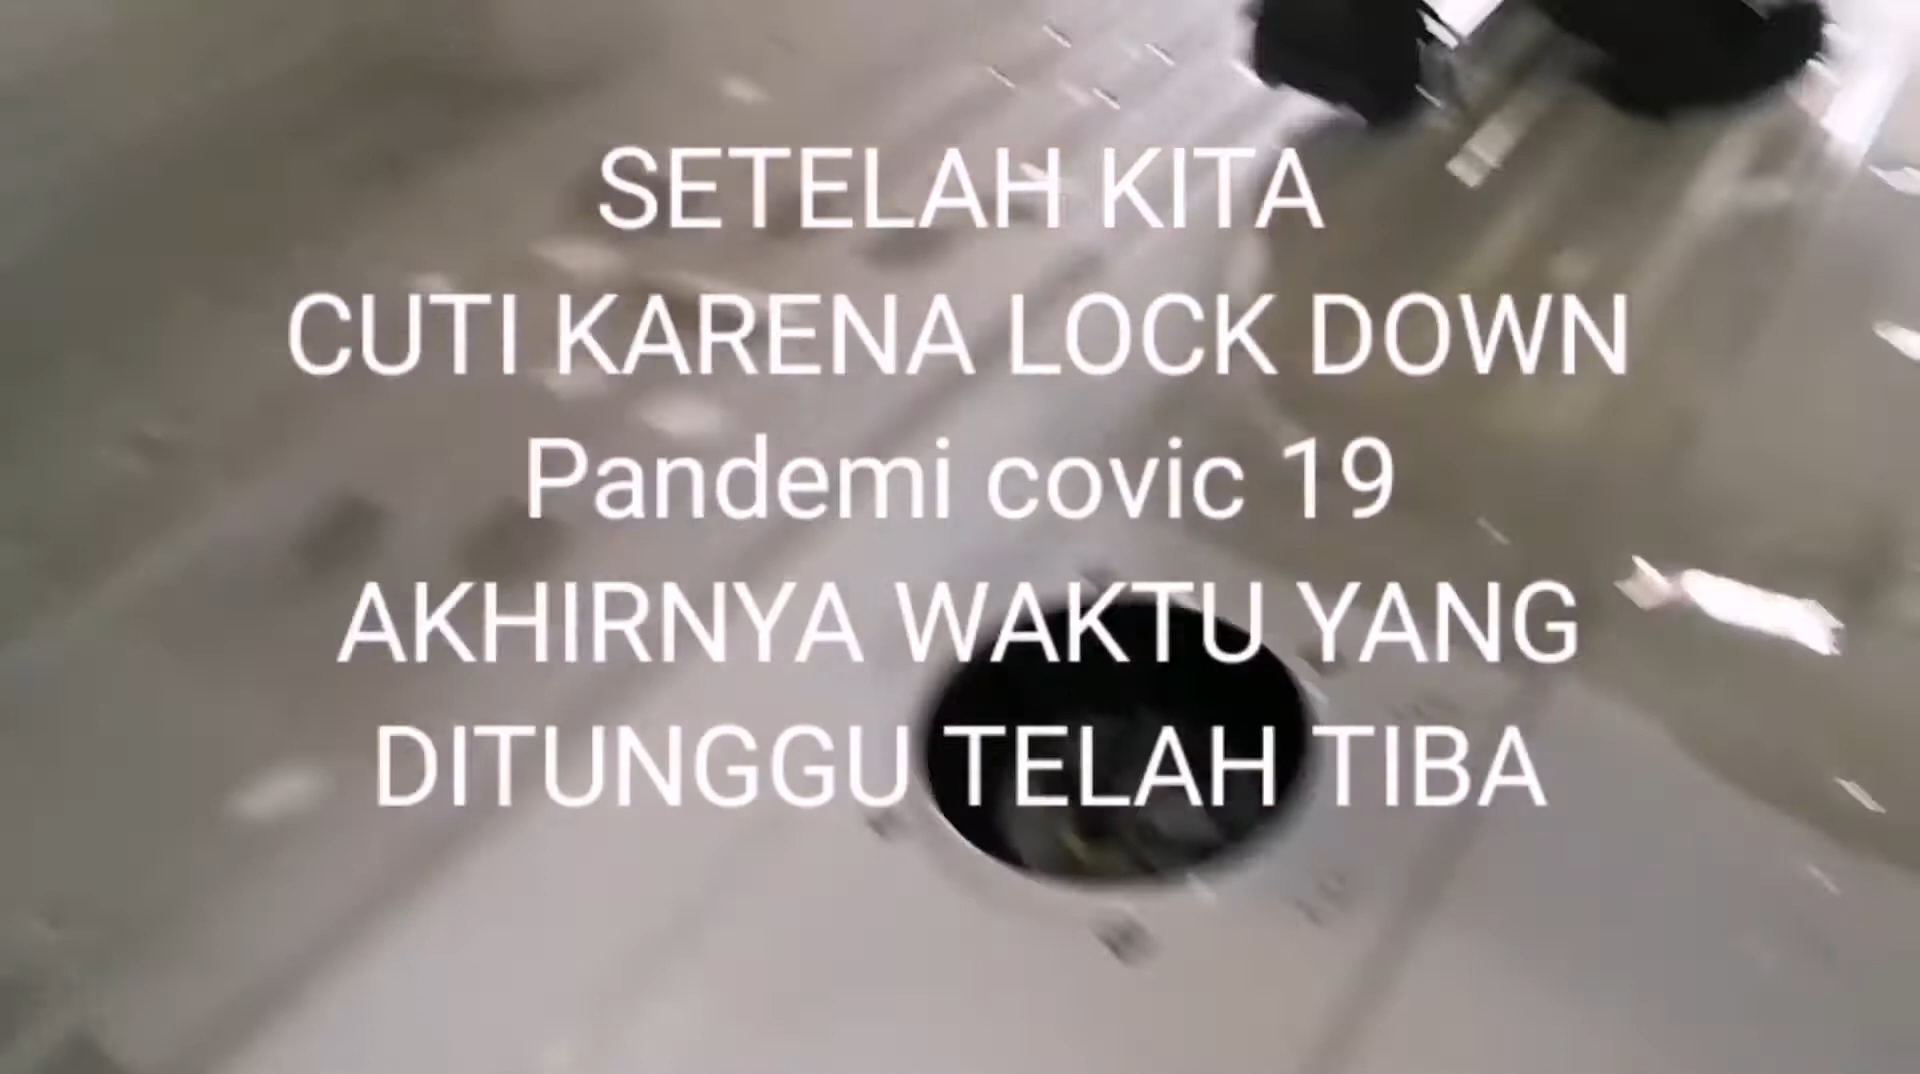 SETELAH KITA
CUTI KARENA LOCK DOWN
Pandemi covic 19
AKHIRNYA WAKTU YANG
DITUNGGU TELAH TIBA